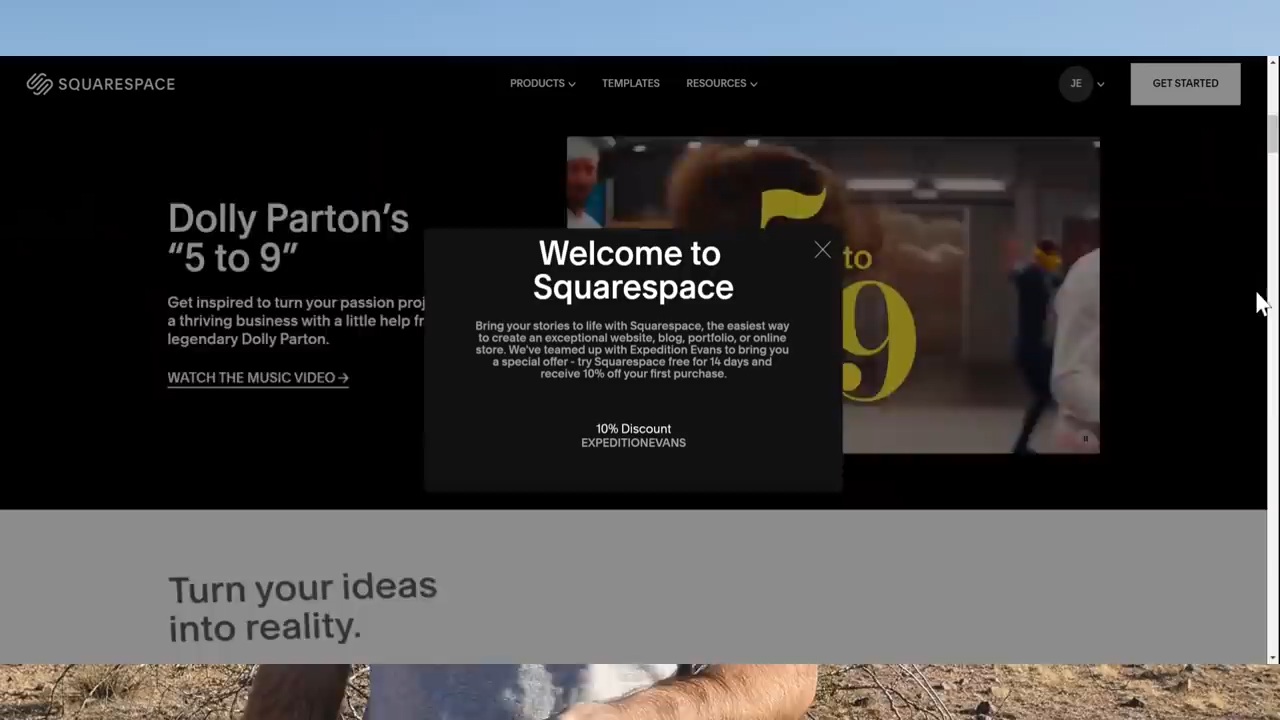 SQUARESPACE
PRODUCTS
TEMPLATES
RESOURCES
JE
GET STARTED
Dolly Parton’s
“5 to 9”
Get inspired to turn your passion proj
a thriving business with a little help fr
legendary Dolly Parton.
WATCH THE MUSIC VIDEO →
5
to
9
Welcome to
Squarespace
Bring your stories to life with Squarespace, the easiest way
to create an exceptional website, blog, portfolio, or online
store. We've teamed up with Expedition Evans to bring you
a special offer - try Squarespace free for 14 days and
receive 10% off your first purchase.
10% Discount
EXPEDITIONEVANS
Turn your ideas
into reality.